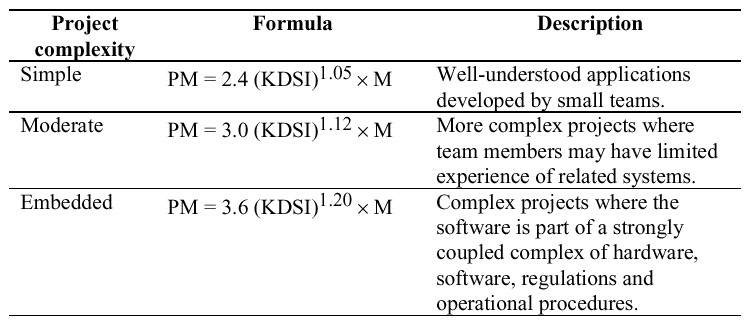 Project complexity Formula Description
Simple PM = 2.4 (KDSI)1.05 × M Well-understood applications
developed by small teams.
Moderate PM = 3.0 (KDSI)1.12 × M More complex projects where
team members may have limited
experience of related systems.
Embedded PM = 3.6 (KDSI)1.20 × M Complex projects where the
software is part of a strongly
coupled complex of hardware,
software, regulations and
operational procedures.